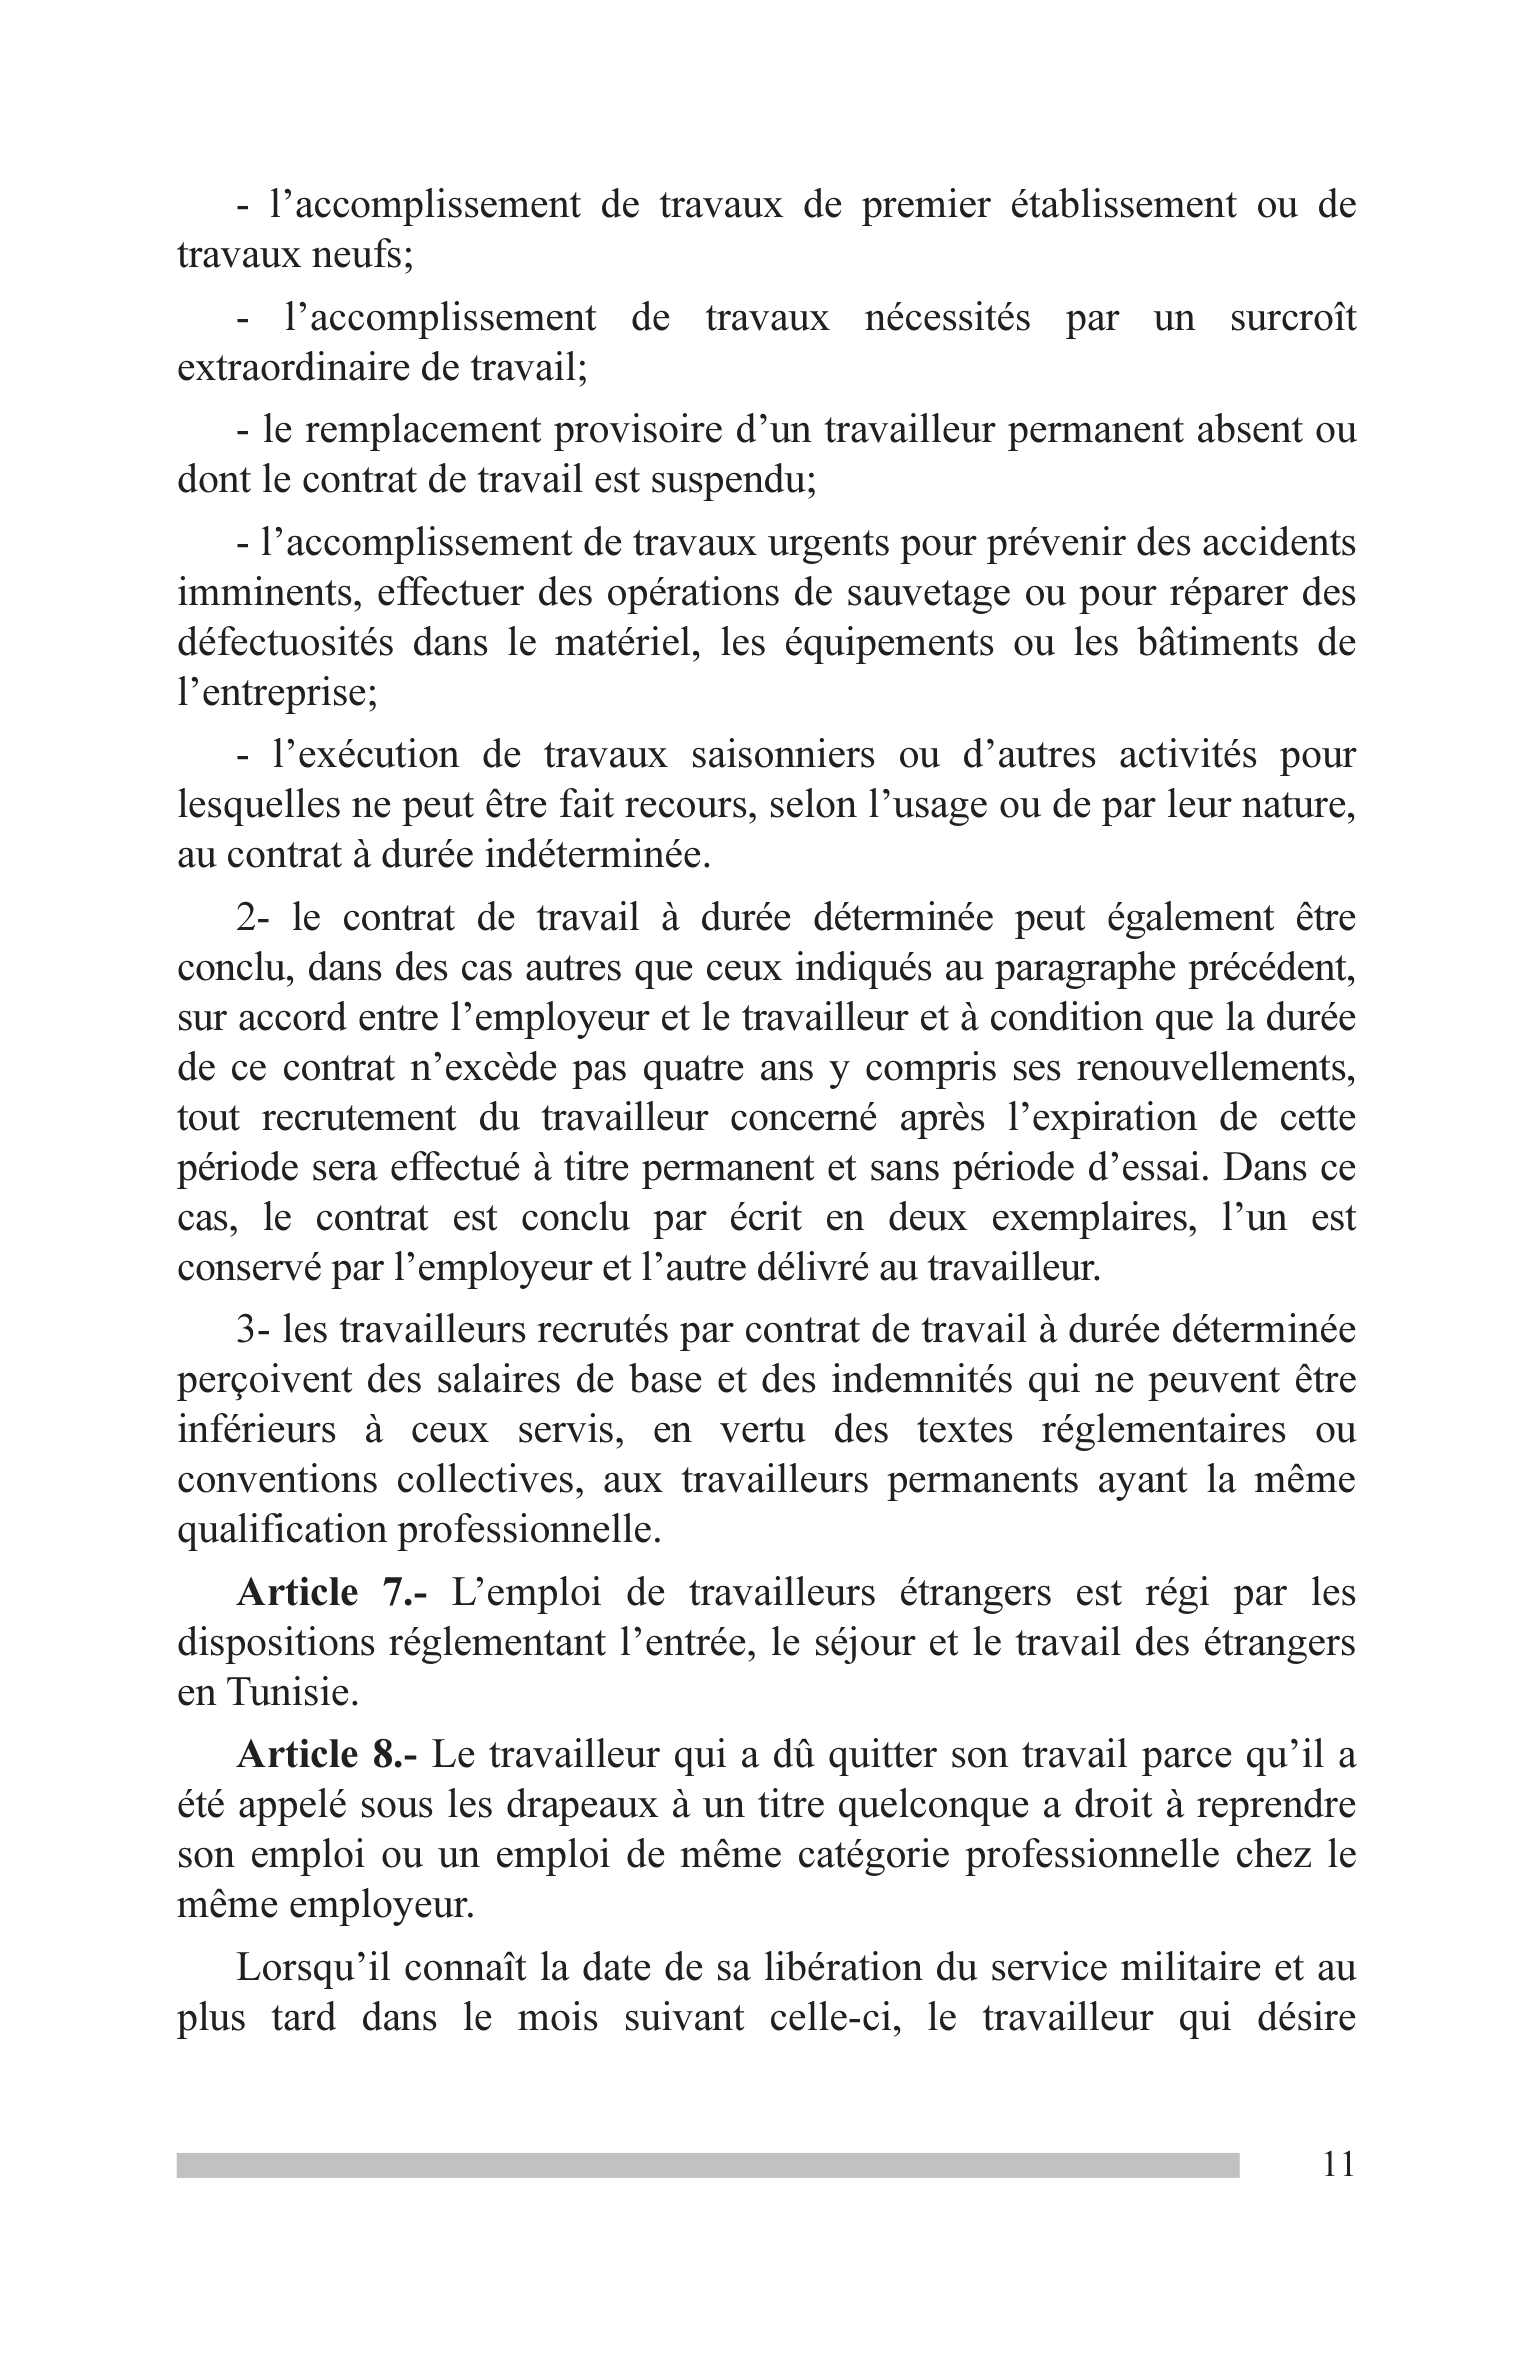 - l’accomplissement de travaux de premier établissement ou de
travaux neufs;
- l’accomplissement de travaux nécessités par un surcroît
extraordinaire de travail;
- le remplacement provisoire d’un travailleur permanent absent ou
dont le contrat de travail est suspendu;
- l’accomplissement de travaux urgents pour prévenir des accidents
imminents, effectuer des opérations de sauvetage ou pour réparer des
défectuosités dans le matériel, les équipements ou les bâtiments de
l’entreprise;
- l’exécution de travaux saisonniers ou d’autres activités pour
lesquelles ne peut être fait recours, selon l’usage ou de par leur nature,
au contrat à durée indéterminée.
2- le contrat de travail à durée déterminée peut également être
conclu, dans des cas autres que ceux indiqués au paragraphe précédent,
sur accord entre l’employeur et le travailleur et à condition que la durée
de ce contrat n’excède pas quatre ans y compris ses renouvellements,
tout recrutement du travailleur concerné après l’expiration de cette
période sera effectué à titre permanent et sans période d’essai. Dans ce
cas, le contrat est conclu par écrit en deux exemplaires, l’un est
conservé par l’employeur et l’autre délivré au travailleur.
3- les travailleurs recrutés par contrat de travail à durée déterminée
perçoivent des salaires de base et des indemnités qui ne peuvent être
inférieurs à ceux servis, en vertu des textes réglementaires ou
conventions collectives, aux travailleurs permanents ayant la même
qualification professionnelle.
Article 7.- L’emploi de travailleurs étrangers est régi par les
dispositions réglementant l’entrée, le séjour et le travail des étrangers
en Tunisie.
Article 8.- Le travailleur qui a dû quitter son travail parce qu’il a
été appelé sous les drapeaux à un titre quelconque a droit à reprendre
son emploi ou un emploi de même catégorie professionnelle chez le
même employeur.
Lorsqu’il connaît la date de sa libération du service militaire et au
plus tard dans le mois suivant celle-ci, le travailleur qui désire
11